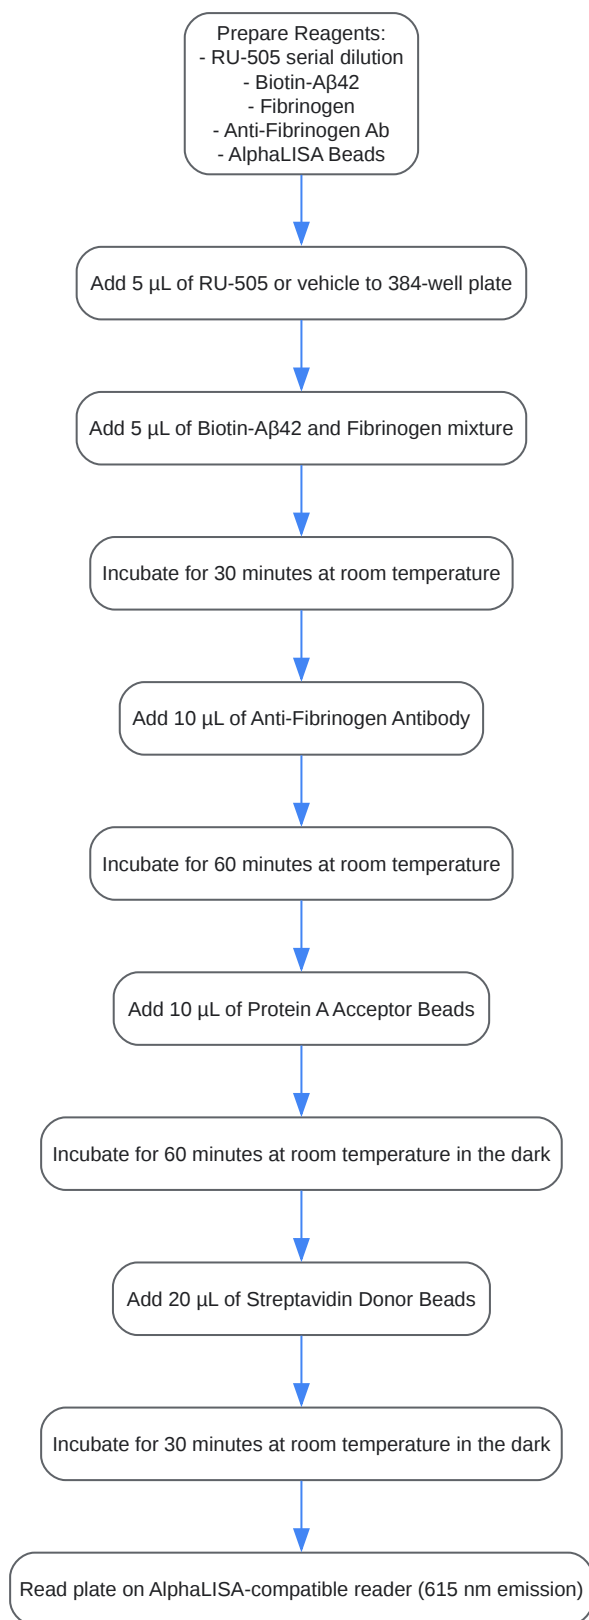 Prepare Reagents:
- RU-505 serial dilution
- Biotin-Aβ42
- Fibrinogen
- Anti-Fibrinogen Ab
- AlphaLISA Beads
Add 5 µL of RU-505 or vehicle to 384-well plate
Add 5 µL of Biotin-Aβ42 and Fibrinogen mixture
Incubate for 30 minutes at room temperature
Add 10 µL of Anti-Fibrinogen Antibody
Incubate for 60 minutes at room temperature
Add 10 µL of Protein A Acceptor Beads
Incubate for 60 minutes at room temperature in the dark
Add 20 µL of Streptavidin Donor Beads
Incubate for 30 minutes at room temperature in the dark
Read plate on AlphaLISA-compatible reader (615 nm emission)